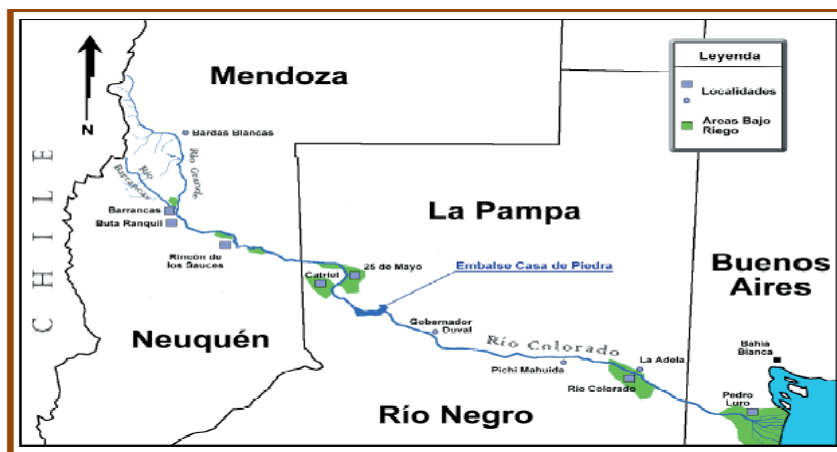 Mendoza
Leyenda
Localidades
Areas Bajo
Riego
N
Bardas Blancas
CHILE
Río
Barrancas
Río Grande
Barrancas
Buta Ranquil
La Pampa
Rincón de
los Sauces
25 de Mayo
Catriel
Embalse Casa de Piedra
Buenos
Aires
Neuquén
Gobernador
Duval
Río Colorado
Bahía
Blanca
La Adela
Pichi Mahuida
Río Colorado
Pedro
Luro
Río Negro